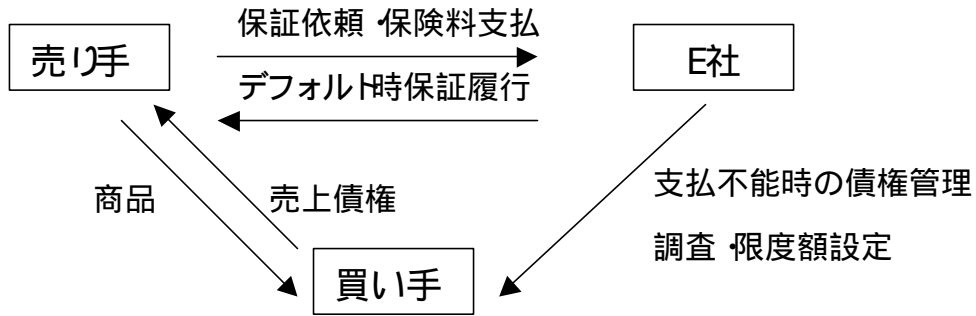 保証依頼・保険料支払
売り手
E社
デフォルト時保証履行
商品
売上債権
支払不能時の債権管理
調査・限度額設定
買い手